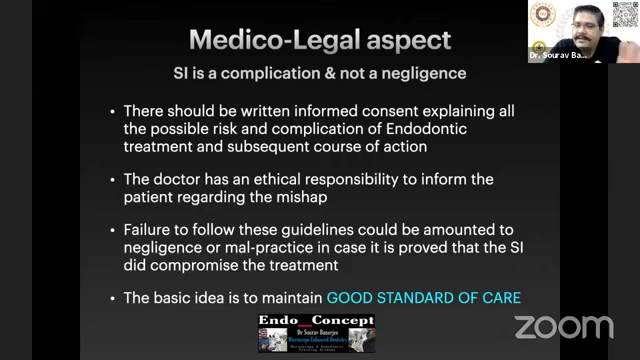 Medico-Legal aspect
SI is a complication & not a negligence
• There should be written informed consent explaining all
the possible risk and complication of Endodontic
treatment and subsequent course of action
• The doctor has an ethical responsibility to inform the
patient regarding the mishap
• Failure to follow these guidelines could be amounted to
negligence or mal-practice in case it is proved that the SI
did compromise the treatment
• The basic idea is to maintain GOOD STANDARD OF CARE
Endo Concept
Dr Sourav Banerjee
Microscope Enhanced Dentistry
Dr. Sourav Ba...
zoom